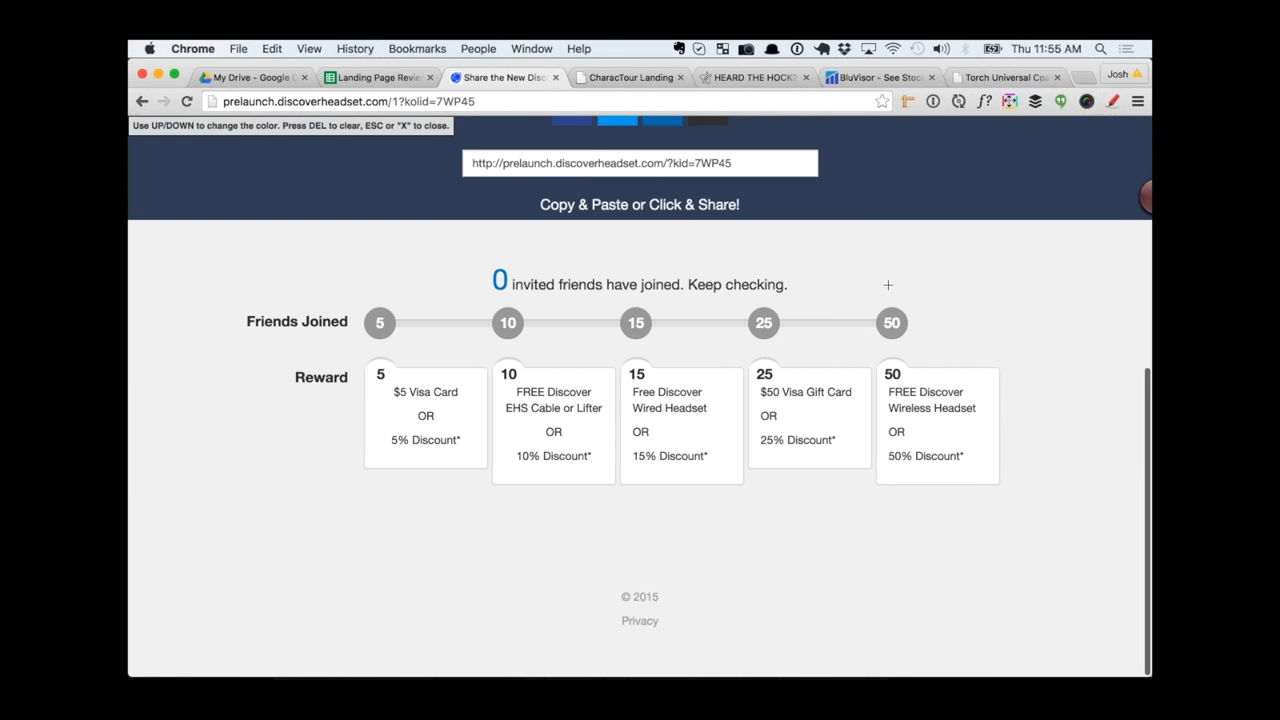 Chrome File Edit View History Bookmarks People Window Help Thu 11:55 AM
My Drive - Google Landing Page Revie Share the New Disc CharacTour Landing HEARD THE HOCK? BluVisor - See Stoc Torch Universal Co Josh
prelaunch.discoverheadset.com/1?kolid=7WP45
Use UP/DOWN to change the color. Press DEL to clear, ESC or "X" to close.
http://prelaunch.discoverheadset.com/?kid=7WP45
Copy & Paste or Click & Share!
0 invited friends have joined. Keep checking.
Friends Joined 5 10 15 25 50
Reward
5
$5 Visa Card
OR
5% Discount*
10
FREE Discover
EHS Cable or Lifter
OR
10% Discount*
15
Free Discover
Wired Headset
OR
15% Discount*
25
$50 Visa Gift Card
OR
25% Discount*
50
FREE Discover
Wireless Headset
OR
50% Discount*
© 2015
Privacy